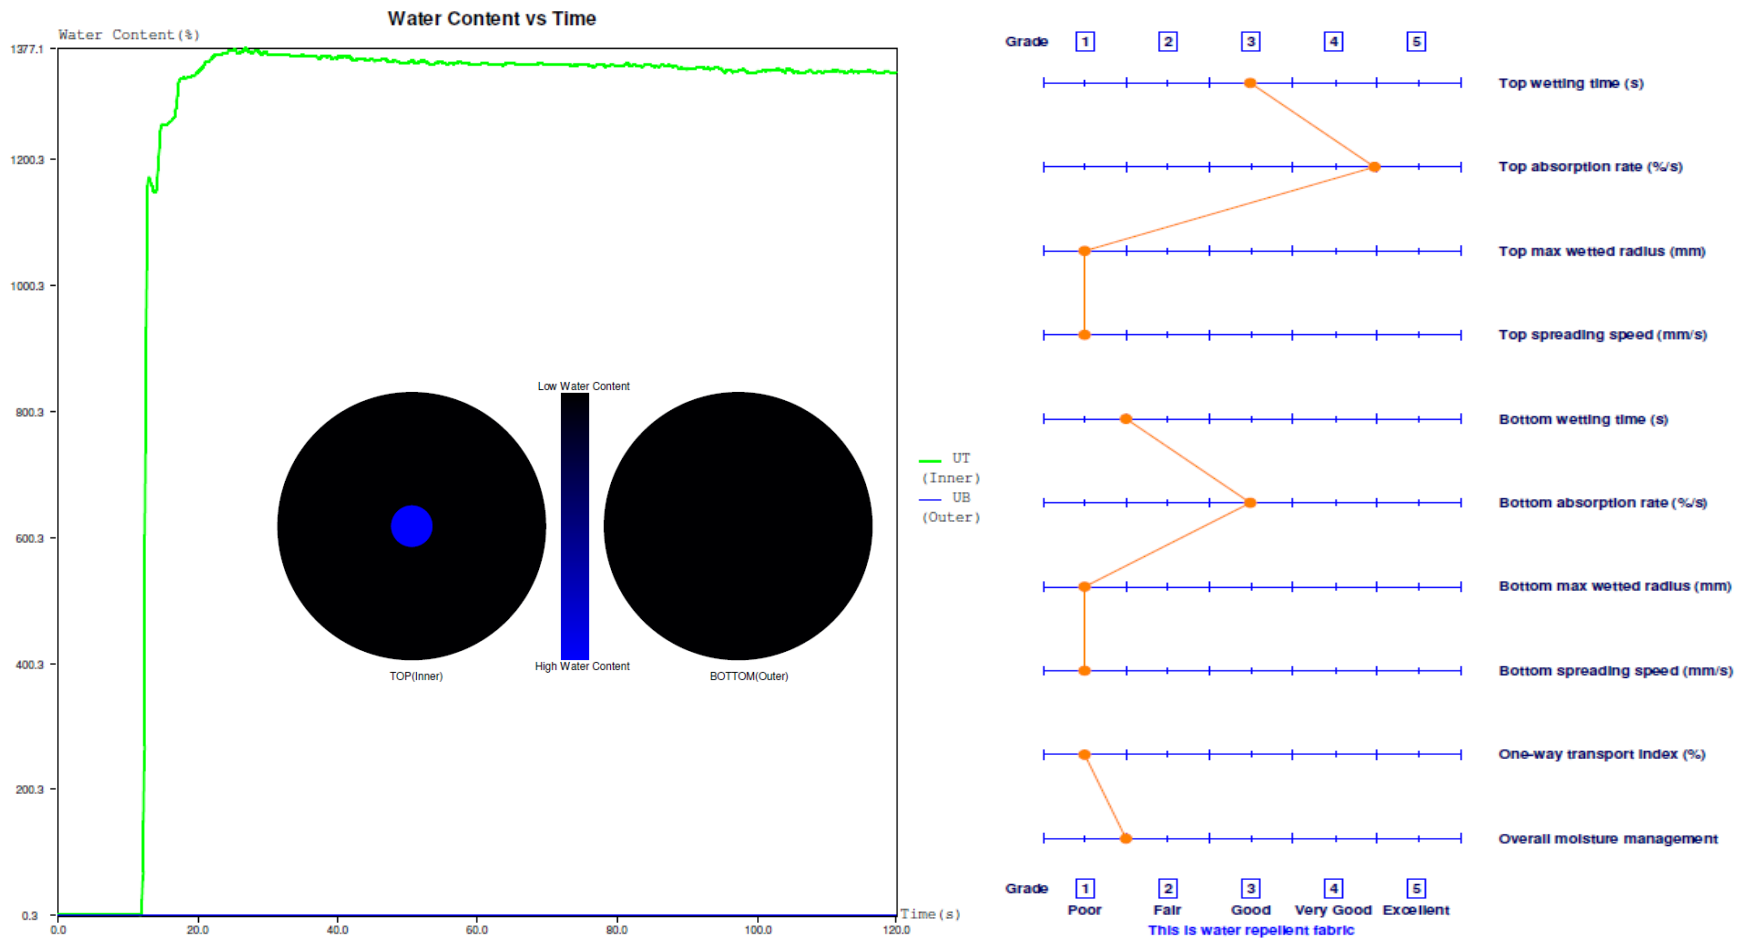 Water Content vs Time
Water Content(%)
1377.1
1200.3
1000.3
800.3
600.3
400.3
200.3
0.3
0.0 20.0 40.0 60.0 80.0 100.0 120.0
Time(s)
Low Water Content
High Water Content
TOP(Inner)
BOTTOM(Outer)
UT
(Inner)
UB
(Outer)
Grade 1 2 3 4 5
Top wetting time (s)
Top absorption rate (%/s)
Top max wetted radius (mm)
Top spreading speed (mm/s)
Bottom wetting time (s)
Bottom absorption rate (%/s)
Bottom max wetted radius (mm)
Bottom spreading speed (mm/s)
One-way transport index (%)
Overall moisture management
Grade 1 2 3 4 5
Poor Fair Good Very Good Excellent
This is water repellent fabric